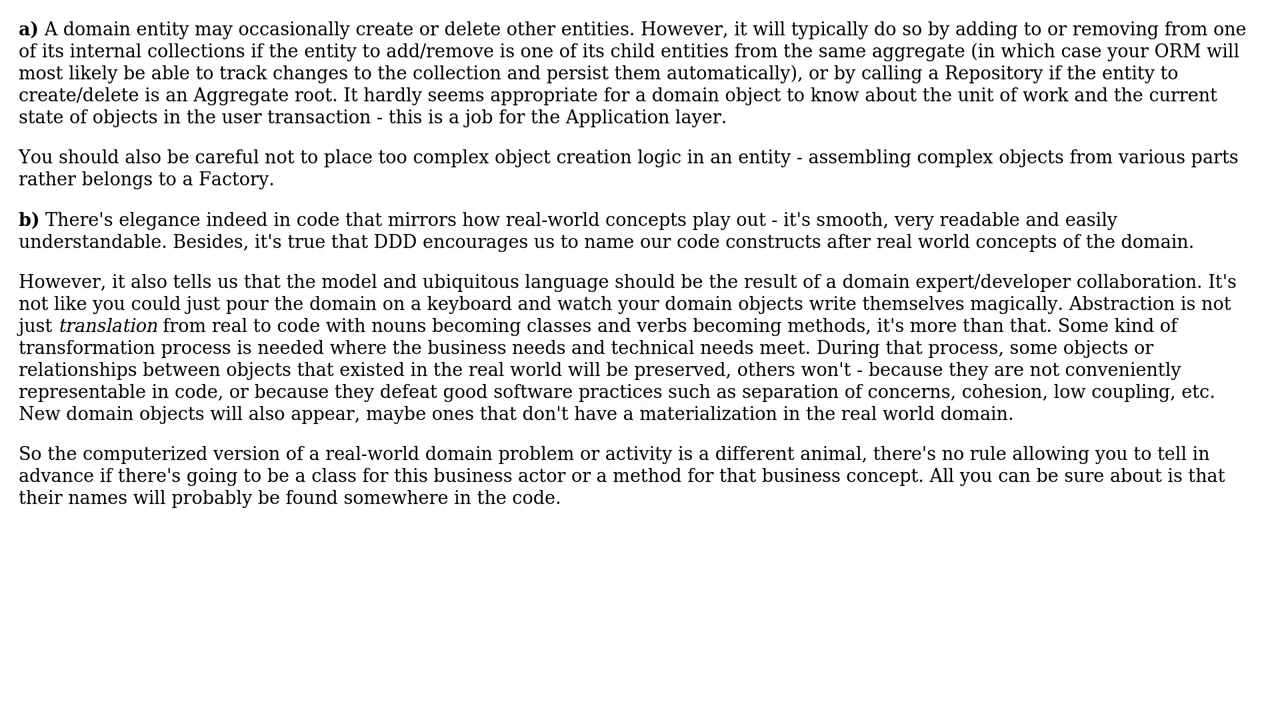 a) A domain entity may occasionally create or delete other entities. However, it will typically do so by adding to or removing from one
of its internal collections if the entity to add/remove is one of its child entities from the same aggregate (in which case your ORM will
most likely be able to track changes to the collection and persist them automatically), or by calling a Repository if the entity to
create/delete is an Aggregate root. It hardly seems appropriate for a domain object to know about the unit of work and the current
state of objects in the user transaction - this is a job for the Application layer.
You should also be careful not to place too complex object creation logic in an entity - assembling complex objects from various parts
rather belongs to a Factory.
b) There's elegance indeed in code that mirrors how real-world concepts play out - it's smooth, very readable and easily
understandable. Besides, it's true that DDD encourages us to name our code constructs after real world concepts of the domain.
However, it also tells us that the model and ubiquitous language should be the result of a domain expert/developer collaboration. It's
not like you could just pour the domain on a keyboard and watch your domain objects write themselves magically. Abstraction is not
just translation from real to code with nouns becoming classes and verbs becoming methods, it's more than that. Some kind of
transformation process is needed where the business needs and technical needs meet. During that process, some objects or
relationships between objects that existed in the real world will be preserved, others won't - because they are not conveniently
representable in code, or because they defeat good software practices such as separation of concerns, cohesion, low coupling, etc.
New domain objects will also appear, maybe ones that don't have a materialization in the real world domain.
So the computerized version of a real-world domain problem or activity is a different animal, there's no rule allowing you to tell in
advance if there's going to be a class for this business actor or a method for that business concept. All you can be sure about is that
their names will probably be found somewhere in the code.